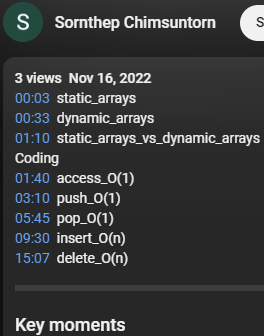 S
Sornthep Chimsuntorn
S
3 views Nov 16, 2022
00:03 static_arrays
00:33 dynamic_arrays
01:10 static_arrays_vs_dynamic_arrays
Coding
01:40 access_O(1)
03:10 push_O(1)
05:45 pop_O(1)
09:30 insert_O(n)
15:07 delete_O(n)
Key moments